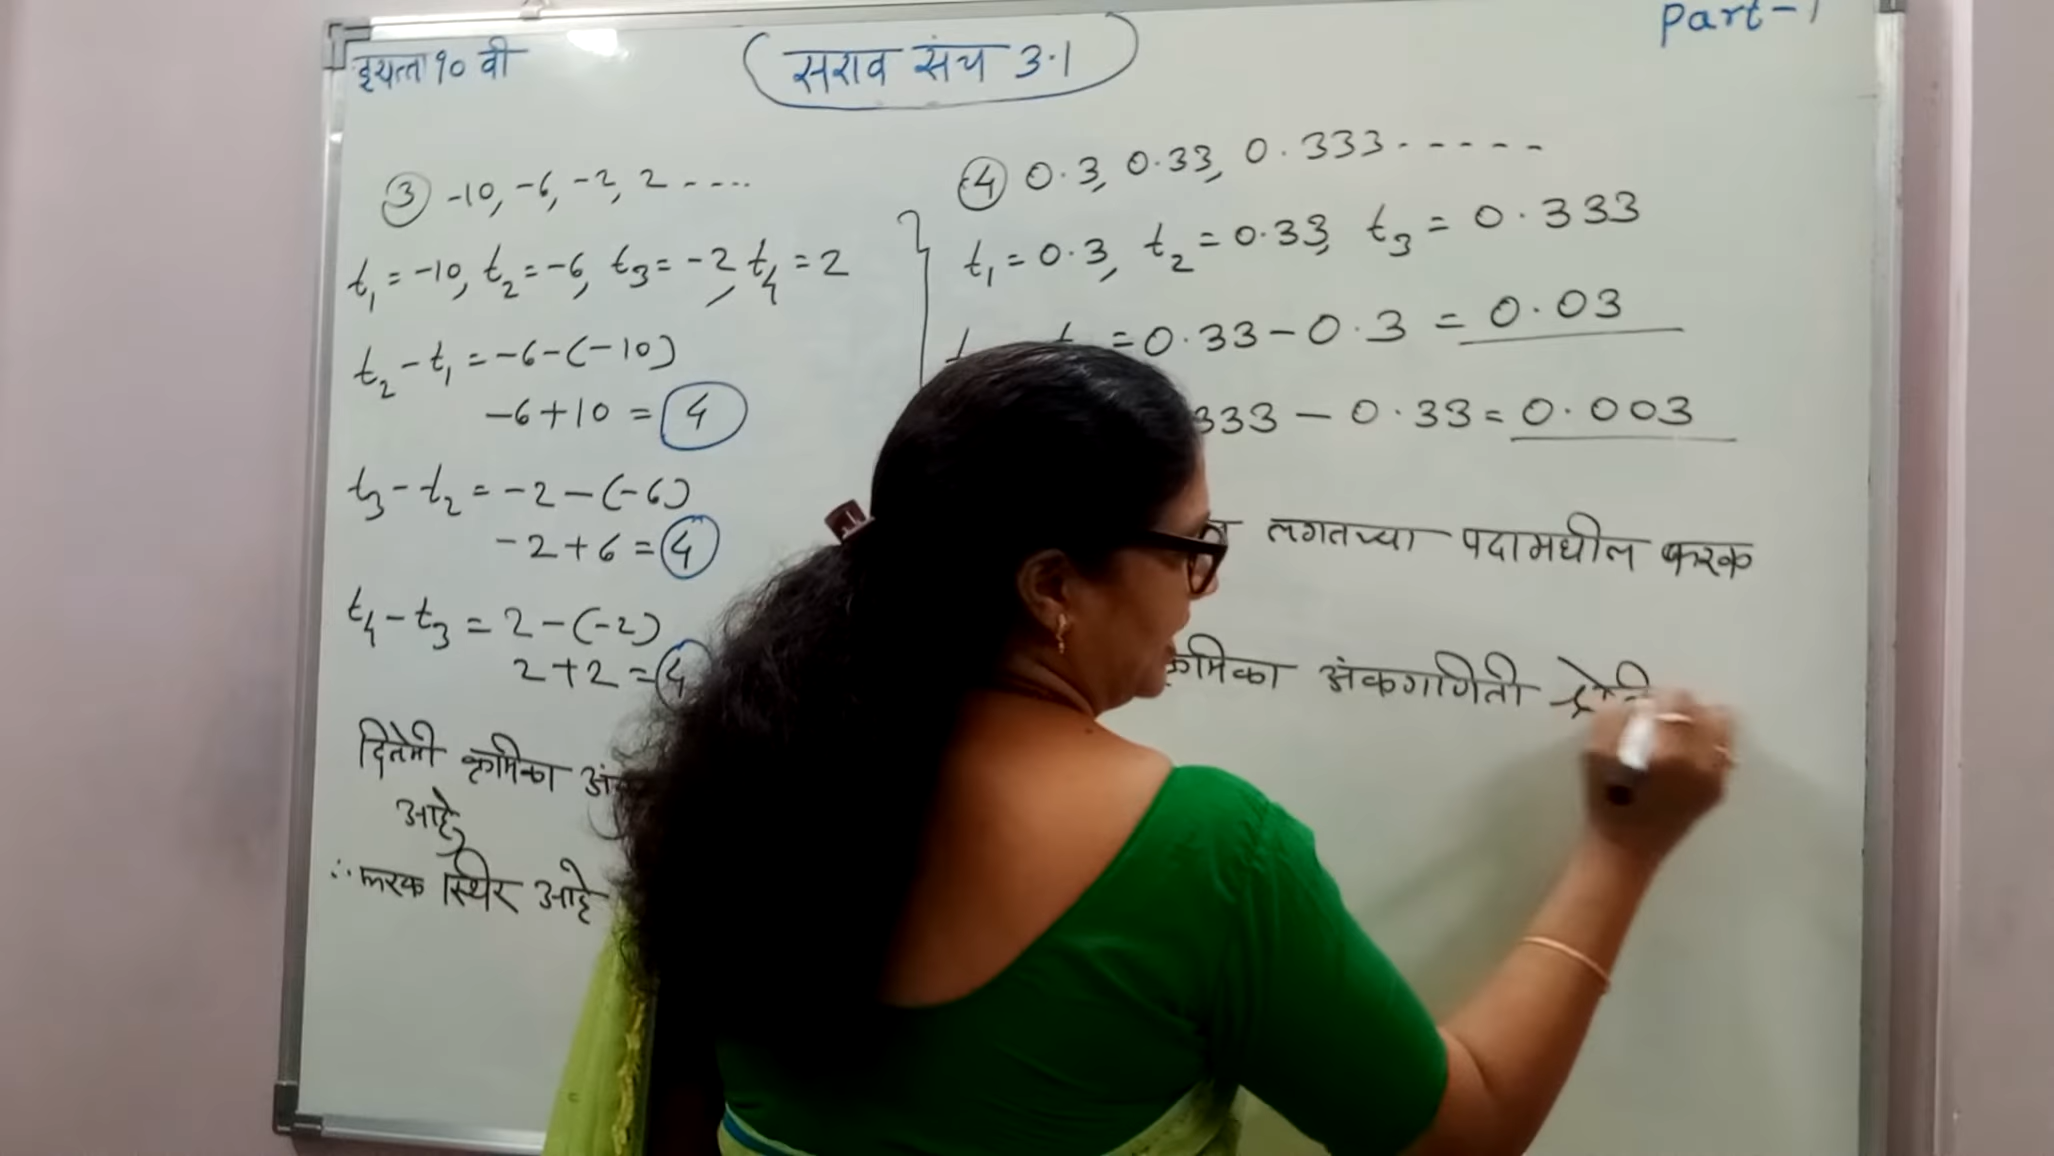 इयत्ता १० वी
सराव संच 3.1
Part-1
③ -10, -6, -2, 2 ----
t₁ = -10, t₂ = -6, t₃ = -2, t₄ = 2
t₂ - t₁ = -6-(-10)
-6+10 = 4
t₃ - t₂ = -2-(-6)
-2+6 = 4
t₄ - t₃ = 2-(-2)
2+2 = 4
दिलेली क्रमिका
आहे,
∴ फरक स्थिर आहे
④ 0.3, 0.33, 0.333 -----
t₁ = 0.3, t₂ = 0.33, t₃ = 0.333
= 0.33-0.3 = 0.03
333 - 0.33 = 0.003
लगतच्या पदामधील फरक
क्रमिका अंकगणिती